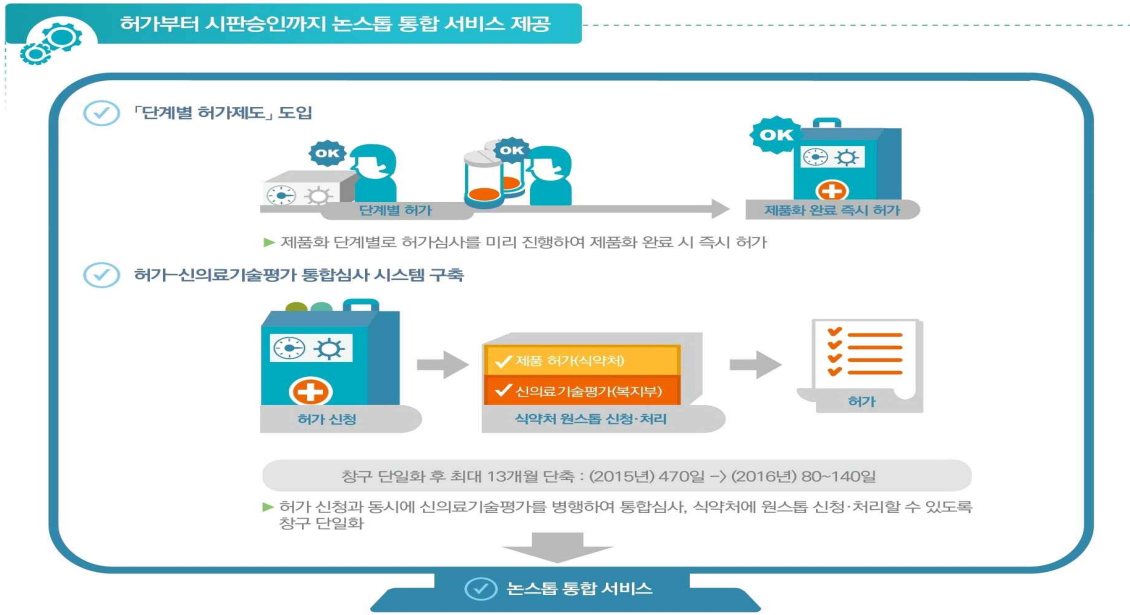 허가부터 시판승인까지 논스톱 통합 서비스 제공
「단계별 허가제도」 도입
OK
OK
OK
단계별 허가
제품화 완료 즉시 허가
▶ 제품화 단계별로 허가심사를 미리 진행하여 제품화 완료 시 즉시 허가
허가-신의료기술평가 통합심사 시스템 구축
제품 허가(식약처)
신의료기술평가(복지부)
허가 신청
식약처 원스톱 신청·처리
허가
창구 단일화 후 최대 13개월 단축 : (2015년) 470일 -> (2016년) 80~140일
▶ 허가 신청과 동시에 신의료기술평가를 병행하여 통합심사, 식약처에 원스톱 신청·처리할 수 있도록
창구 단일화
논스톱 통합 서비스